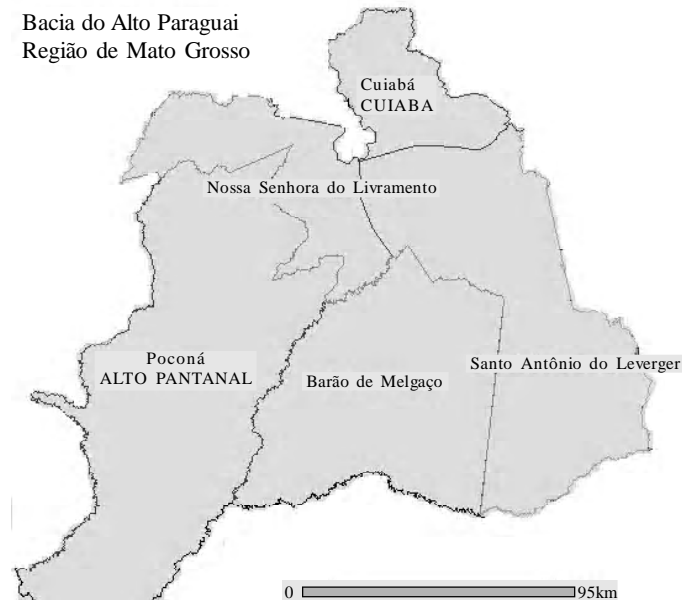 Bacia do Alto Paraguai
Região de Mato Grosso
Cuiabá
CUIABA
Nossa Senhora do Livramento
Poconá
ALTO PANTANAL
Barão de Melgaço
Santo Antônio do Leverger
0 95km